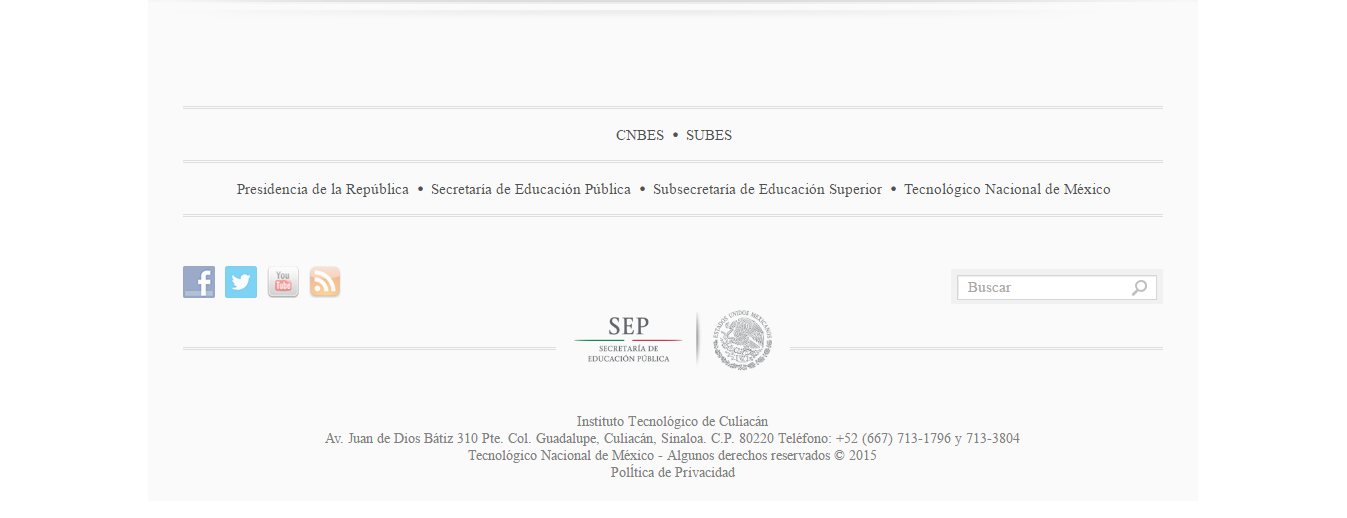 CNBES • SUBES
Presidencia de la República • Secretaría de Educación Pública • Subsecretaría de Educación Superior • Tecnológico Nacional de México
f
You
Tube
Buscar
SEP
SECRETARÍA DE
EDUCACIÓN PÚBLICA
ESTADOS UNIDOS MEXICANOS
Instituto Tecnológico de Culiacán
Av. Juan de Dios Bátiz 310 Pte. Col. Guadalupe, Culiacán, Sinaloa. C.P. 80220 Teléfono: +52 (667) 713-1796 y 713-3804
Tecnológico Nacional de México - Algunos derechos reservados © 2015
PolÍtica de Privacidad